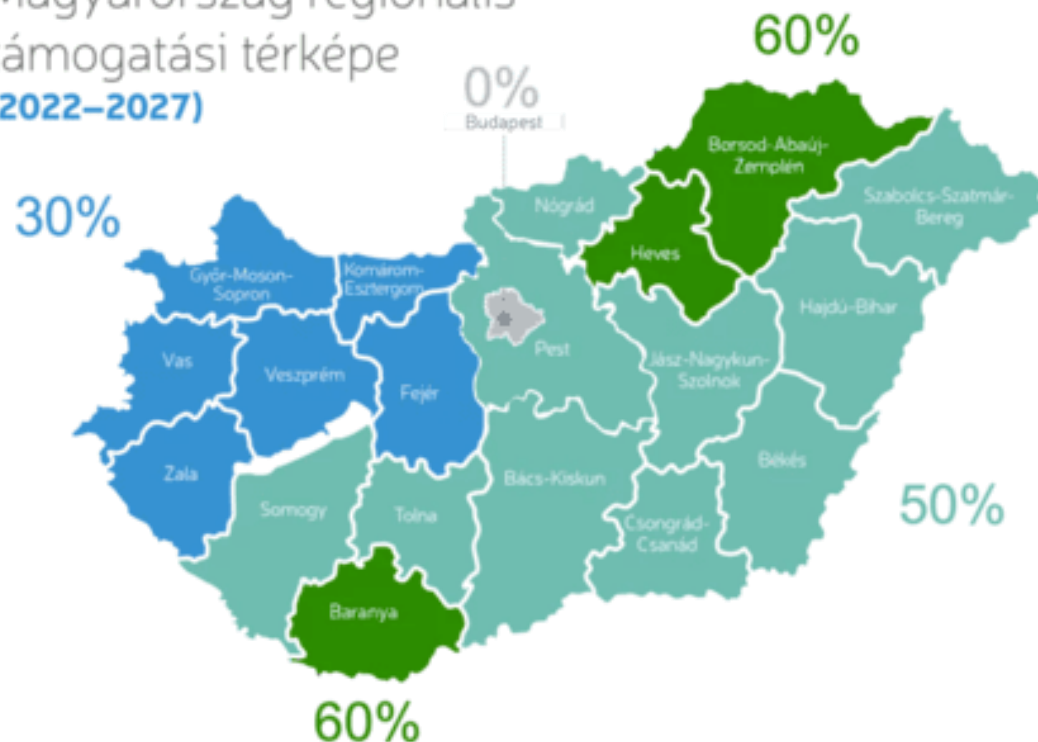 Magyarország regionális
ámogatási térképe
2022–2027)
60%
0%
Budapest
30%
Borsod-Abaúj-
Zemplén
Szabolcs-Szatmár-
Bereg
Nógrád
Heves
Győr-Moson-
Sopron
Komárom-
Esztergom
Hajdú-Bihar
Vas
Veszprém
Fejér
Pest
Jász-Nagykun-
Szolnok
Zala
Somogy
Tolna
Bács-Kiskun
Békés
50%
Csongrád-
Csanád
Baranya
60%